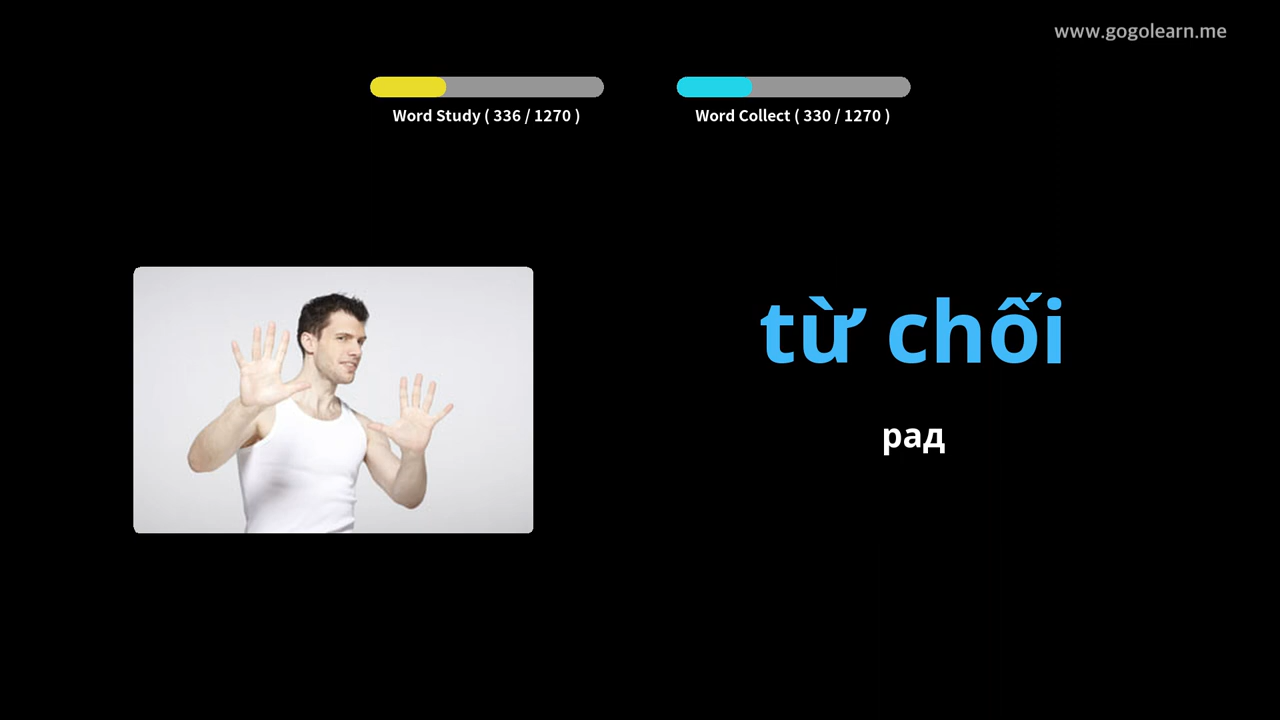 www.gogolearn.me
Word Study ( 336 / 1270 )
Word Collect ( 330 / 1270 )
từ chối
рад